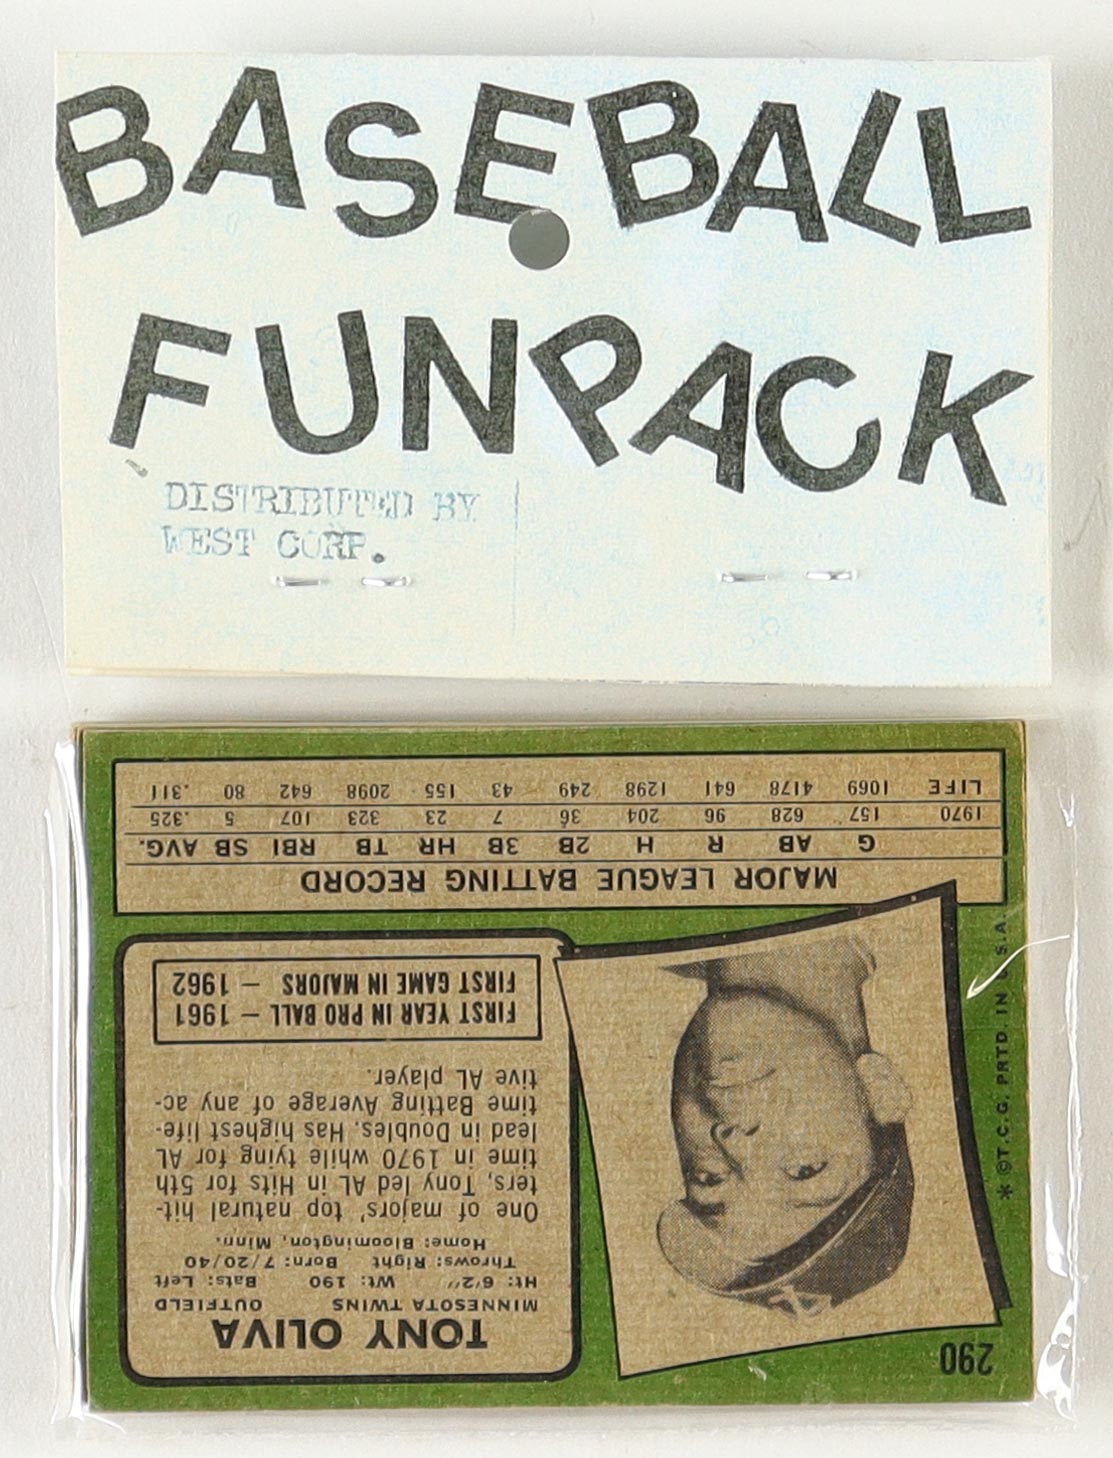 BASEBALL
FUNPACK
DISTRIBUTED BY
WEST CORP.
290
TONY OLIVA
MINNESOTA TWINS OUTFIELD
Ht: 6'2" Wt: 190 Bats: Left
Throws: Right Born: 7/20/40
Home: Bloomington, Minn.
One of majors' top natural hit-
ters, Tony led AL in Hits for 5th
time in 1970 while tying for AL
lead in Doubles. Has highest life-
time Batting Average of any ac-
tive AL player.
FIRST YEAR IN PRO BALL – 1961
FIRST GAME IN MAJORS – 1962
* ©T.C.G. PRTD. IN U.S.A.
MAJOR LEAGUE BATTING RECORD
G AB R H 2B 3B HR TB RBI SB AVG.
1970 157 628 96 204 36 7 23 323 107 5 .325
LIFE 1069 4178 641 1298 249 43 155 2098 642 80 .311